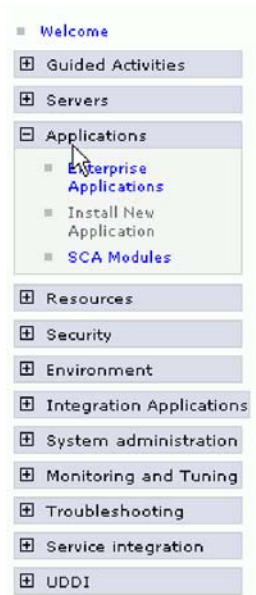 Welcome
Guided Activities
Servers
Applications
Enterprise
Applications
Install New
Application
SCA Modules
Resources
Security
Environment
Integration Applications
System administration
Monitoring and Tuning
Troubleshooting
Service integration
UDDI